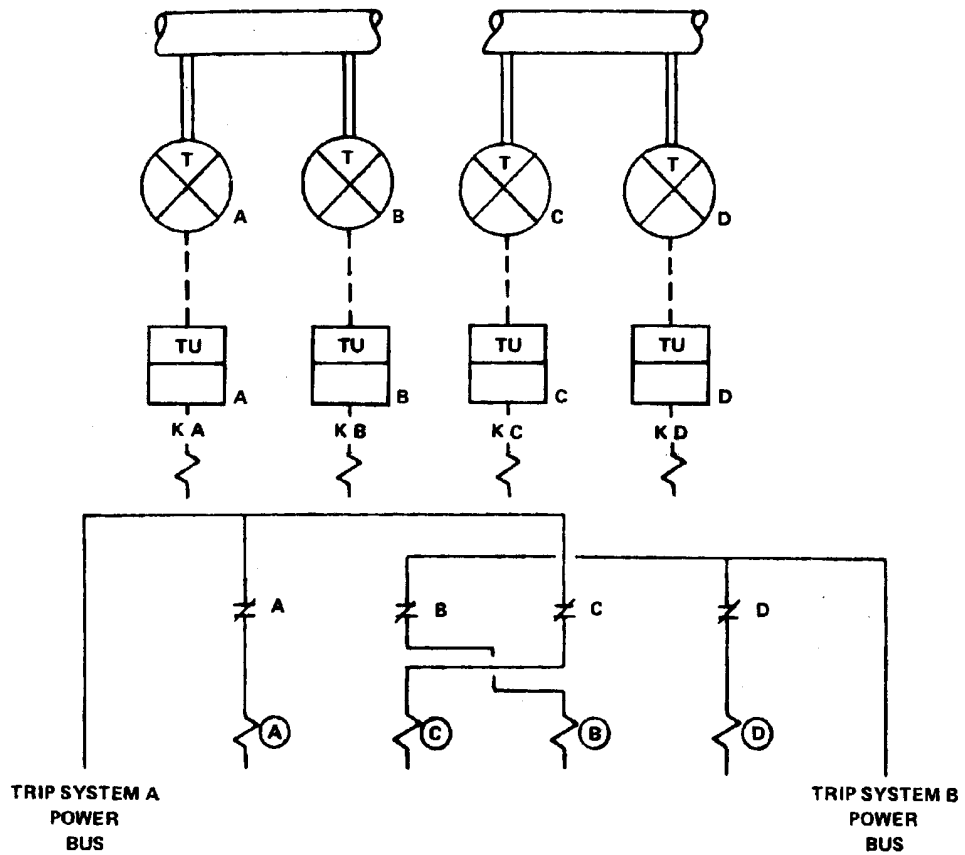 T T T T
A B C D
TU TU TU TU
A B C D
K A K B K C K D
A B C D
A C B D
TRIP SYSTEM A
POWER
BUS
TRIP SYSTEM B
POWER
BUS